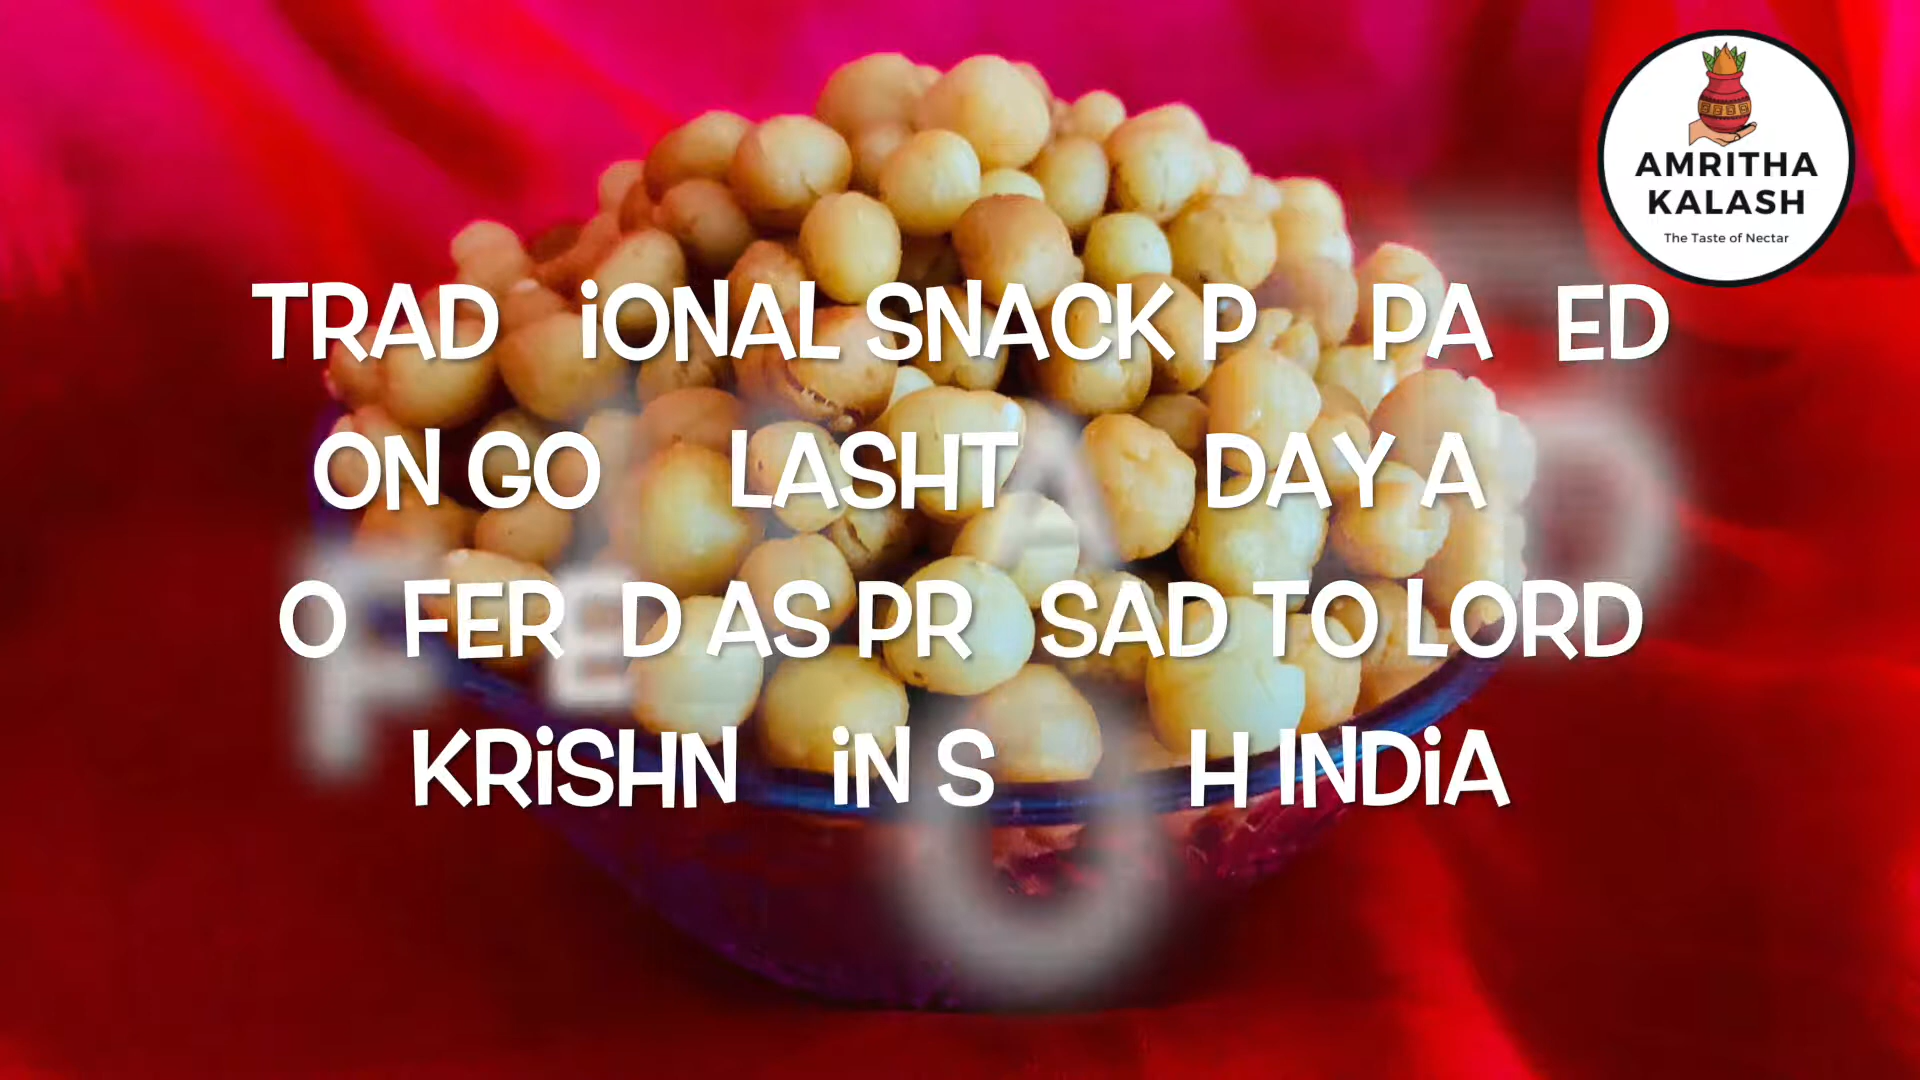 AMRITHA
KALASH
The Taste of Nectar
TRAD iONAL SNACK P PA ED
ON GO LASHT A DAY A D
O FER E D AS PR SAD TO LORD
F
KRiSHN iN S H INDiA
U